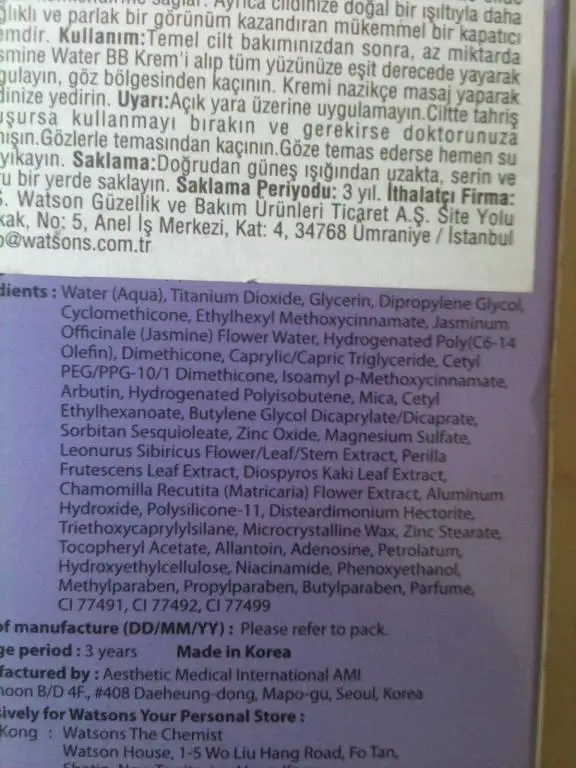 sağlar. Ayrıca cildinize doğal bir ışıltıyla daha
ve parlak bir görünüm kazandıran mükemmel bir kapatıcı
Kullanım:Temel cilt bakımınızdan sonra, az miktarda
Water BB Krem'i alıp tüm yüzünüze eşit derecede yayarak
göz bölgesinden kaçının. Kremi nazikçe masaj yaparak
yedirin. Uyarı:Açık yara üzerine uygulamayın.Ciltte tahriş
kullanmayı bırakın ve gerekirse doktorunuza
Gözlerle temasından kaçının.Göze temas ederse hemen su
yıkayın. Saklama:Doğrudan güneş ışığından uzakta, serin ve
bir yerde saklayın. Saklama Periyodu: 3 yıl. İthalatçı Firma:
Watson Güzellik ve Bakım Ürünleri Ticaret A.Ş. Site Yolu
No: 5, Anel İş Merkezi, Kat: 4, 34768 Ümraniye / İstanbul
@watsons.com.tr
dients : Water (Aqua), Titanium Dioxide, Glycerin, Dipropylene Glycol,
Cyclomethicone, Ethylhexyl Methoxycinnamate, Jasminum
Officinale (Jasmine) Flower Water, Hydrogenated Poly(C6-14
Olefin), Dimethicone, Caprylic/Capric Triglyceride, Cetyl
PEG/PPG-10/1 Dimethicone, Isoamyl p-Methoxycinnamate,
Arbutin, Hydrogenated Polyisobutene, Mica, Cetyl
Ethylhexanoate, Butylene Glycol Dicaprylate/Dicaprate,
Sorbitan Sesquioleate, Zinc Oxide, Magnesium Sulfate,
Leonurus Sibiricus Flower/Leaf/Stem Extract, Perilla
Frutescens Leaf Extract, Diospyros Kaki Leaf Extract,
Chamomilla Recutita (Matricaria) Flower Extract, Aluminum
Hydroxide, Polysilicone-11, Disteardimonium Hectorite,
Triethoxycaprylylsilane, Microcrystalline Wax, Zinc Stearate,
Tocopheryl Acetate, Allantoin, Adenosine, Petrolatum,
Hydroxyethylcellulose, Niacinamide, Phenoxyethanol,
Methylparaben, Propylparaben, Butylparaben, Parfume,
CI 77491, CI 77492, CI 77499
of manufacture (DD/MM/YY) : Please refer to pack.
ge period : 3 years Made in Korea
factured by : Aesthetic Medical International AMI
noon B/D 4F., #408 Daeheung-dong, Mapo-gu, Seoul, Korea
sively for Watsons Your Personal Store :
Kong : Watsons The Chemist
Watson House, 1-5 Wo Liu Hang Road, Fo Tan,